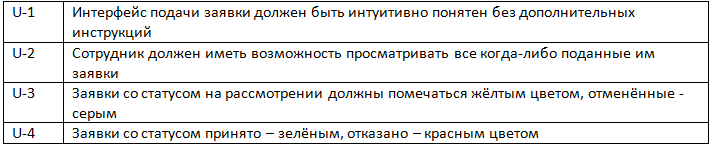 U-1 Интерфейс подачи заявки должен быть интуитивно понятен без дополнительных
инструкций
U-2 Сотрудник должен иметь возможность просматривать все когда-либо поданные им
заявки
U-3 Заявки со статусом на рассмотрении должны помечаться жёлтым цветом, отменённые -
серым
U-4 Заявки со статусом принято – зелёным, отказано – красным цветом